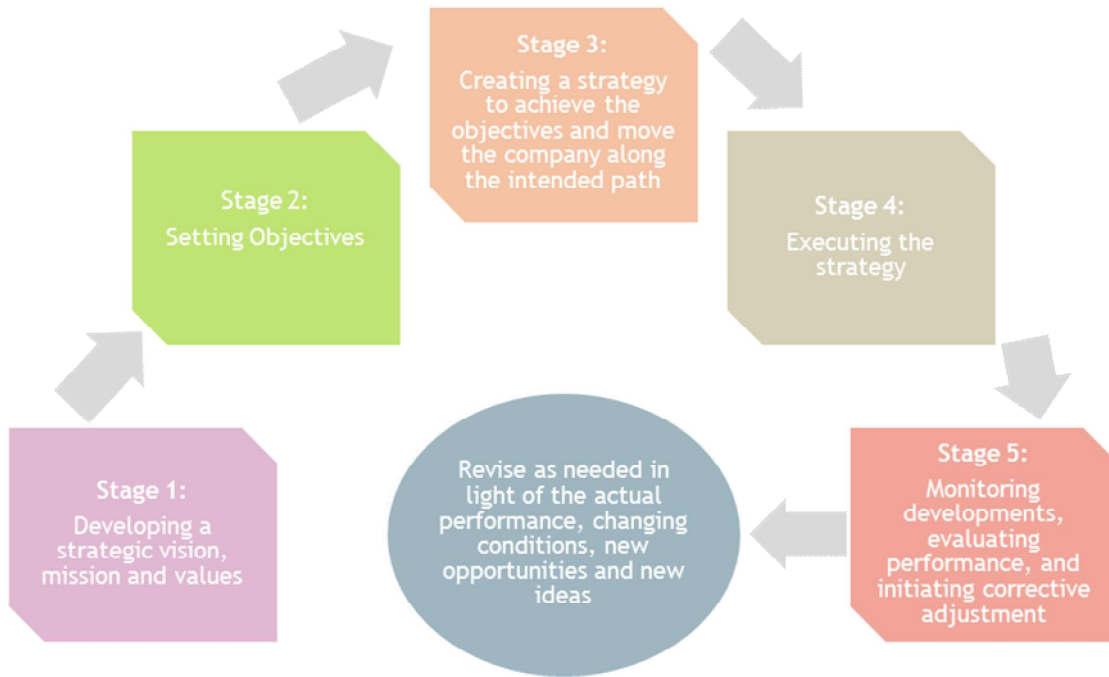 Stage 1:
Developing a
strategic vision,
mission and values
Stage 2:
Setting Objectives
Stage 3:
Creating a strategy
to achieve the
objectives and move
the company along
the intended path
Stage 4:
Executing the
strategy
Stage 5:
Monitoring
developments,
evaluating
performance, and
initiating corrective
adjustment
Revise as needed in
light of the actual
performance, changing
conditions, new
opportunities and new
ideas